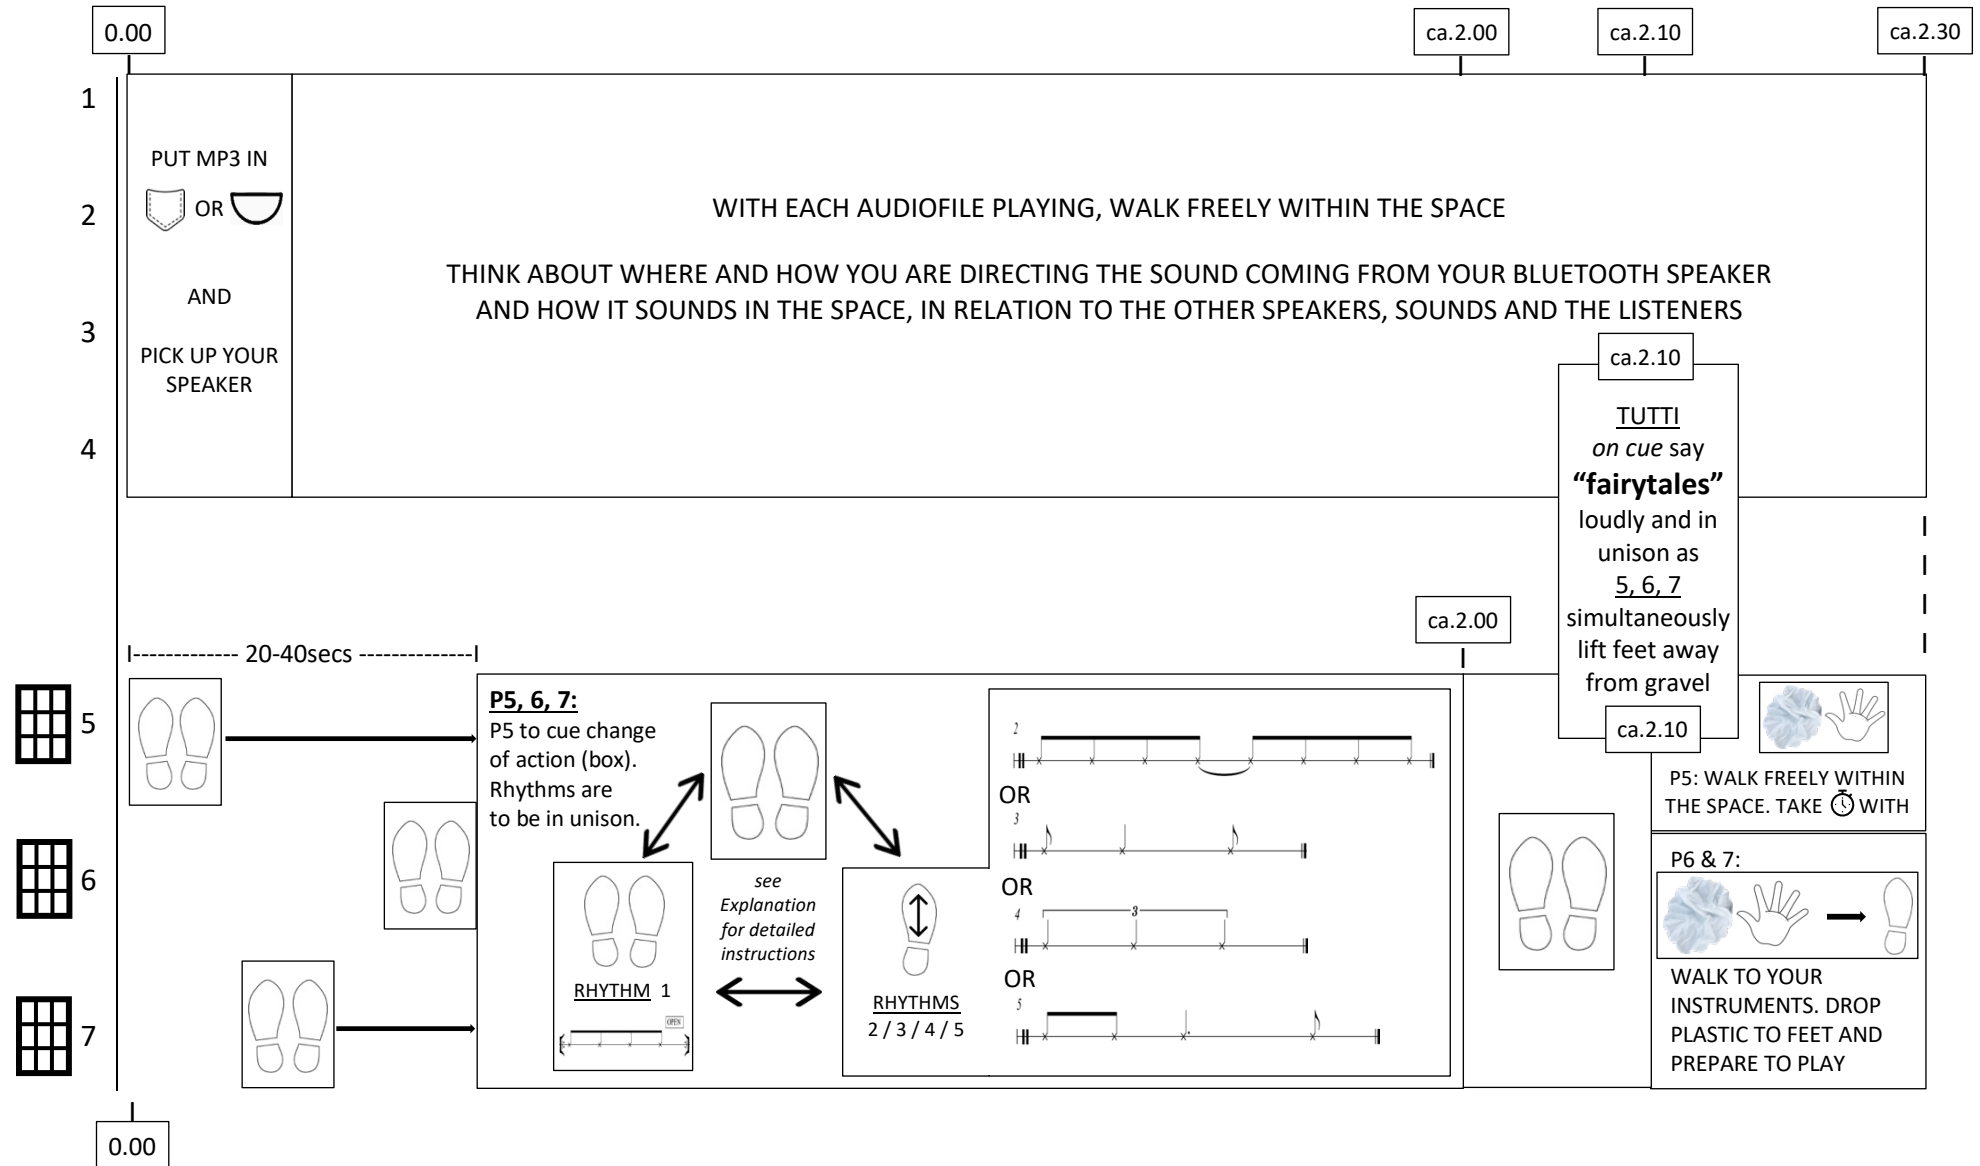 0.00
ca.2.00
ca.2.10
ca.2.30
1
2
3
4
PUT MP3 IN
OR
AND
PICK UP YOUR
SPEAKER
WITH EACH AUDIOFILE PLAYING, WALK FREELY WITHIN THE SPACE
THINK ABOUT WHERE AND HOW YOU ARE DIRECTING THE SOUND COMING FROM YOUR BLUETOOTH SPEAKER
AND HOW IT SOUNDS IN THE SPACE, IN RELATION TO THE OTHER SPEAKERS, SOUNDS AND THE LISTENERS
ca.2.10
TUTTI
on cue say
“fairytales”
loudly and in
unison as
5, 6, 7
simultaneously
lift feet away
from gravel
ca.2.10
ca.2.00
20-40secs
5
6
7
P5, 6, 7:
P5 to cue change
of action (box).
Rhythms are
to be in unison.
see
Explanation
for detailed
instructions
RHYTHM 1
OPEN
RHYTHMS
2 / 3 / 4 / 5
2
OR
3
OR
4
3
OR
5
P5: WALK FREELY WITHIN
THE SPACE. TAKE WITH
P6 & 7:
WALK TO YOUR
INSTRUMENTS. DROP
PLASTIC TO FEET AND
PREPARE TO PLAY
0.00